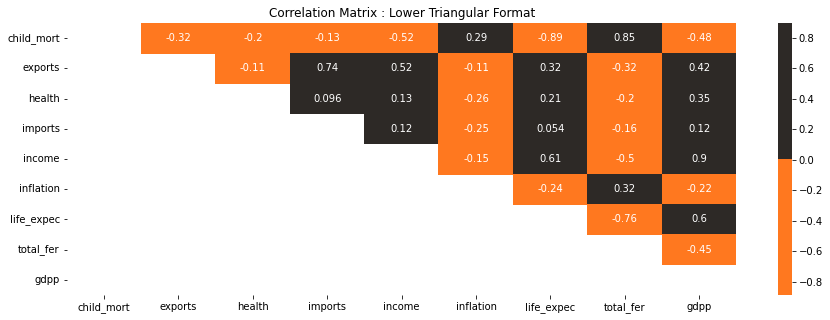 Correlation Matrix : Lower Triangular Format
child_mort -0.32 -0.2 -0.13 -0.52 0.29 -0.89 0.85 -0.48
exports -0.11 0.74 0.52 -0.11 0.32 -0.32 0.42
health 0.096 0.13 -0.26 0.21 -0.2 0.35
imports 0.12 -0.25 0.054 -0.16 0.12
income -0.15 0.61 -0.5 0.9
inflation -0.24 0.32 -0.22
life_expec -0.76 0.6
total_fer -0.45
gdpp
child_mort exports health imports income inflation life_expec total_fer gdpp
0.8
0.6
0.4
0.2
0.0
−0.2
−0.4
−0.6
−0.8